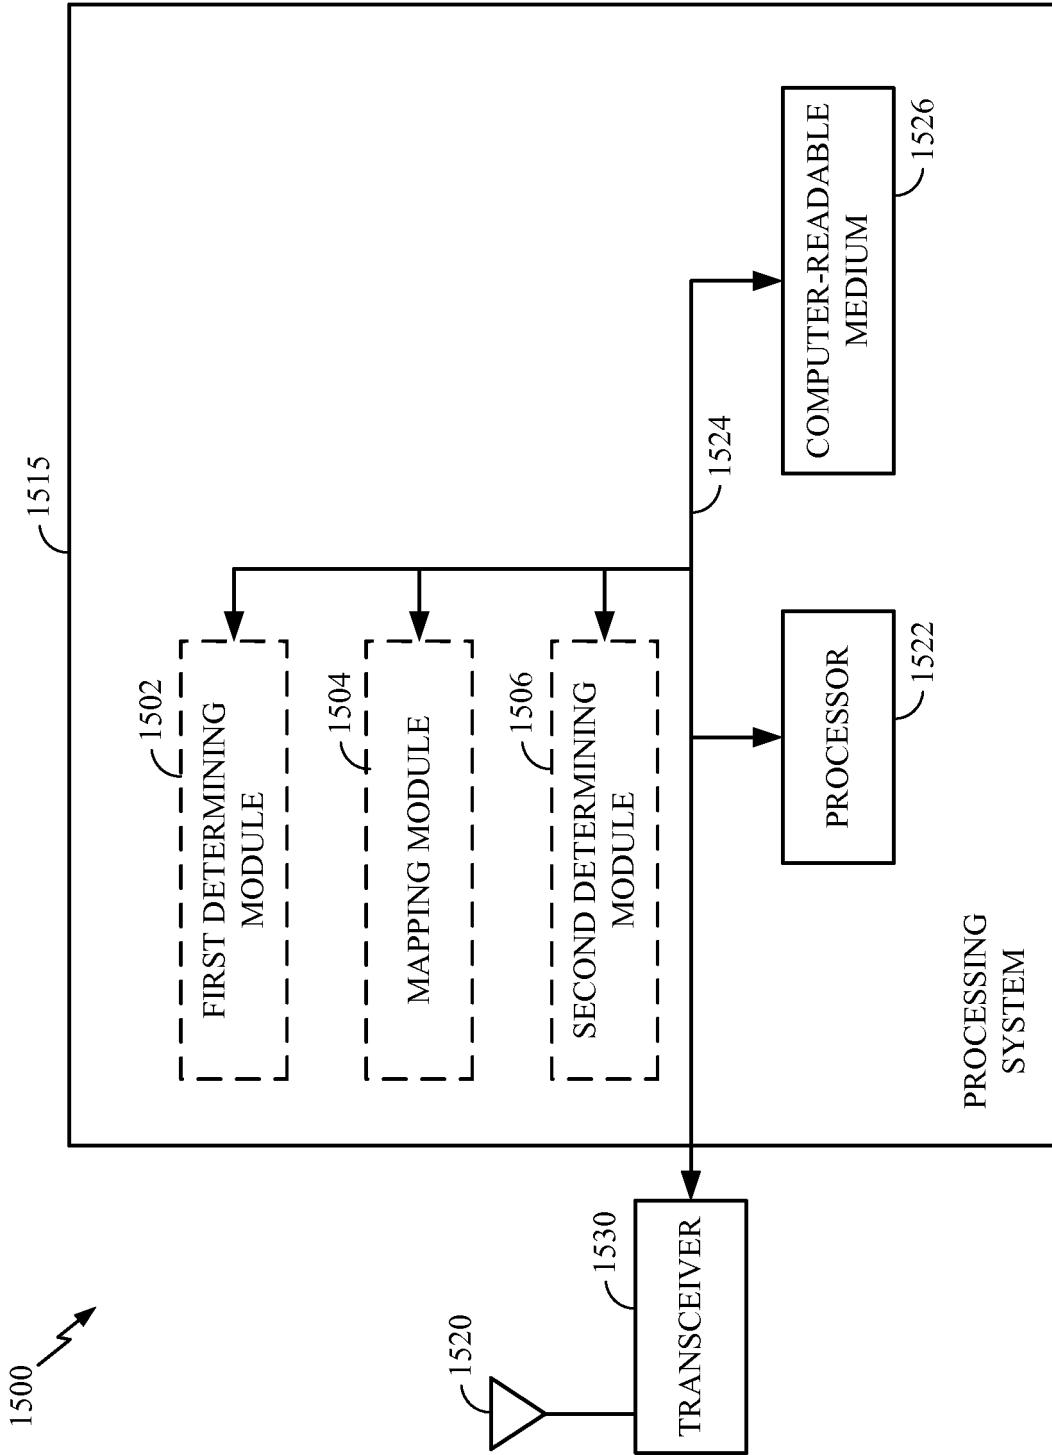 1500
1515
1502
FIRST DETERMINING
MODULE
1504
MAPPING MODULE
1506
SECOND DETERMINING
MODULE
1524
1520
1530
TRANSCEIVER
PROCESSOR
1522
COMPUTER-READABLE
MEDIUM
1526
PROCESSING
SYSTEM